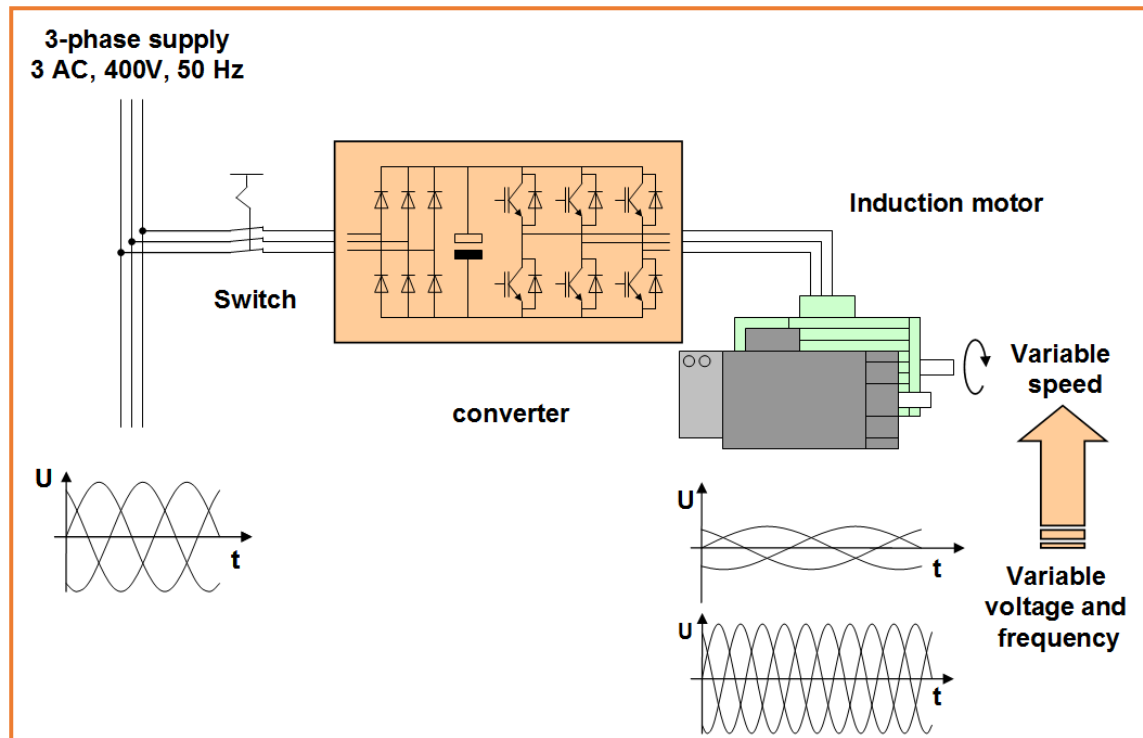 3-phase supply
3 AC, 400V, 50 Hz
Induction motor
Switch
converter
Variable
speed
U
t
U
t
U
t
Variable
voltage and
frequency